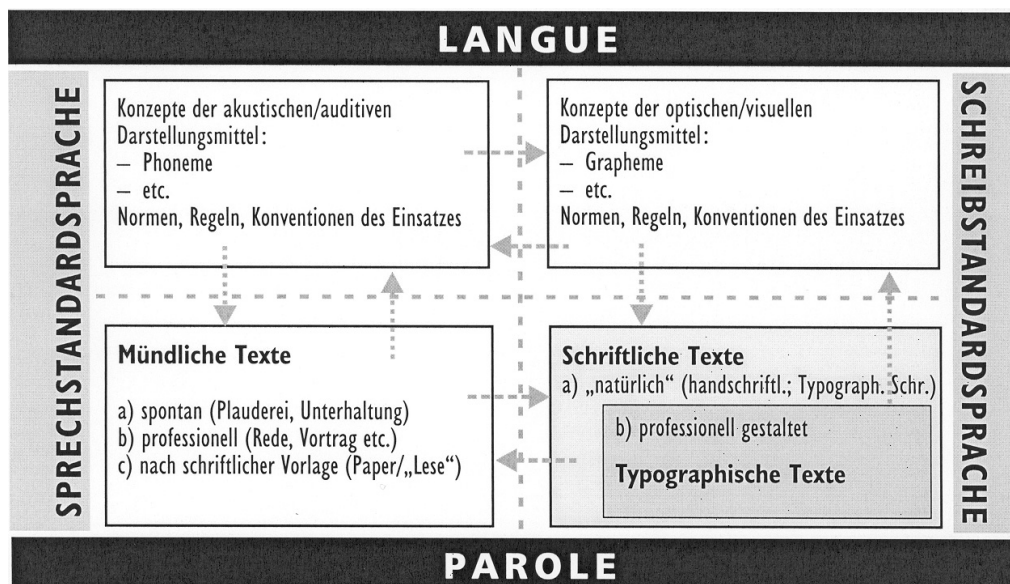 LANGUE
SPRECHSTANDARDSPRACHE
Konzepte der akustischen/auditiven
Darstellungsmittel:
– Phoneme
– etc.
Normen, Regeln, Konventionen des Einsatzes
Konzepte der optischen/visuellen
Darstellungsmittel:
– Grapheme
– etc.
Normen, Regeln, Konventionen des Einsatzes
SCHREIBSTANDARDSPRACHE
Mündliche Texte
a) spontan (Plauderei, Unterhaltung)
b) professionell (Rede, Vortrag etc.)
c) nach schriftlicher Vorlage (Paper/„Lese“)
Schriftliche Texte
a) „natürlich“ (handschriftl.; Typograph. Schr.)
b) professionell gestaltet
Typographische Texte
PAROLE